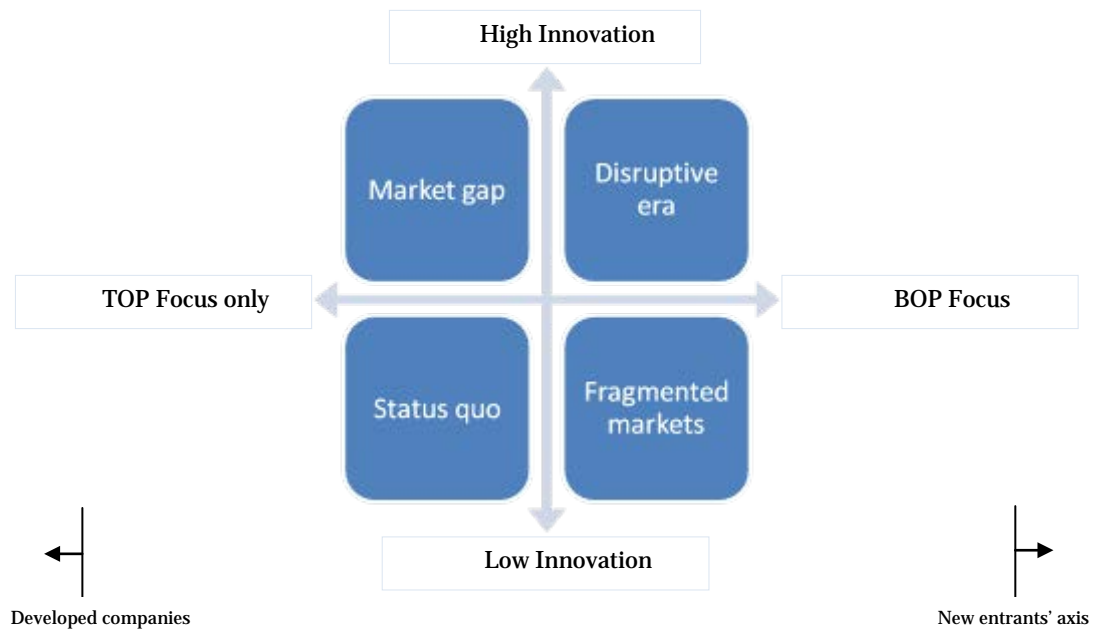 High Innovation
Market gap
Disruptive
era
TOP Focus only
BOP Focus
Status quo
Fragmented
markets
Low Innovation
Developed companies
New entrants’ axis